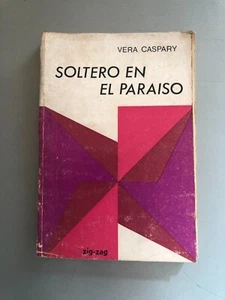 VERA CASPARY
SOLTERO EN
EL PARAISO
zig-zag